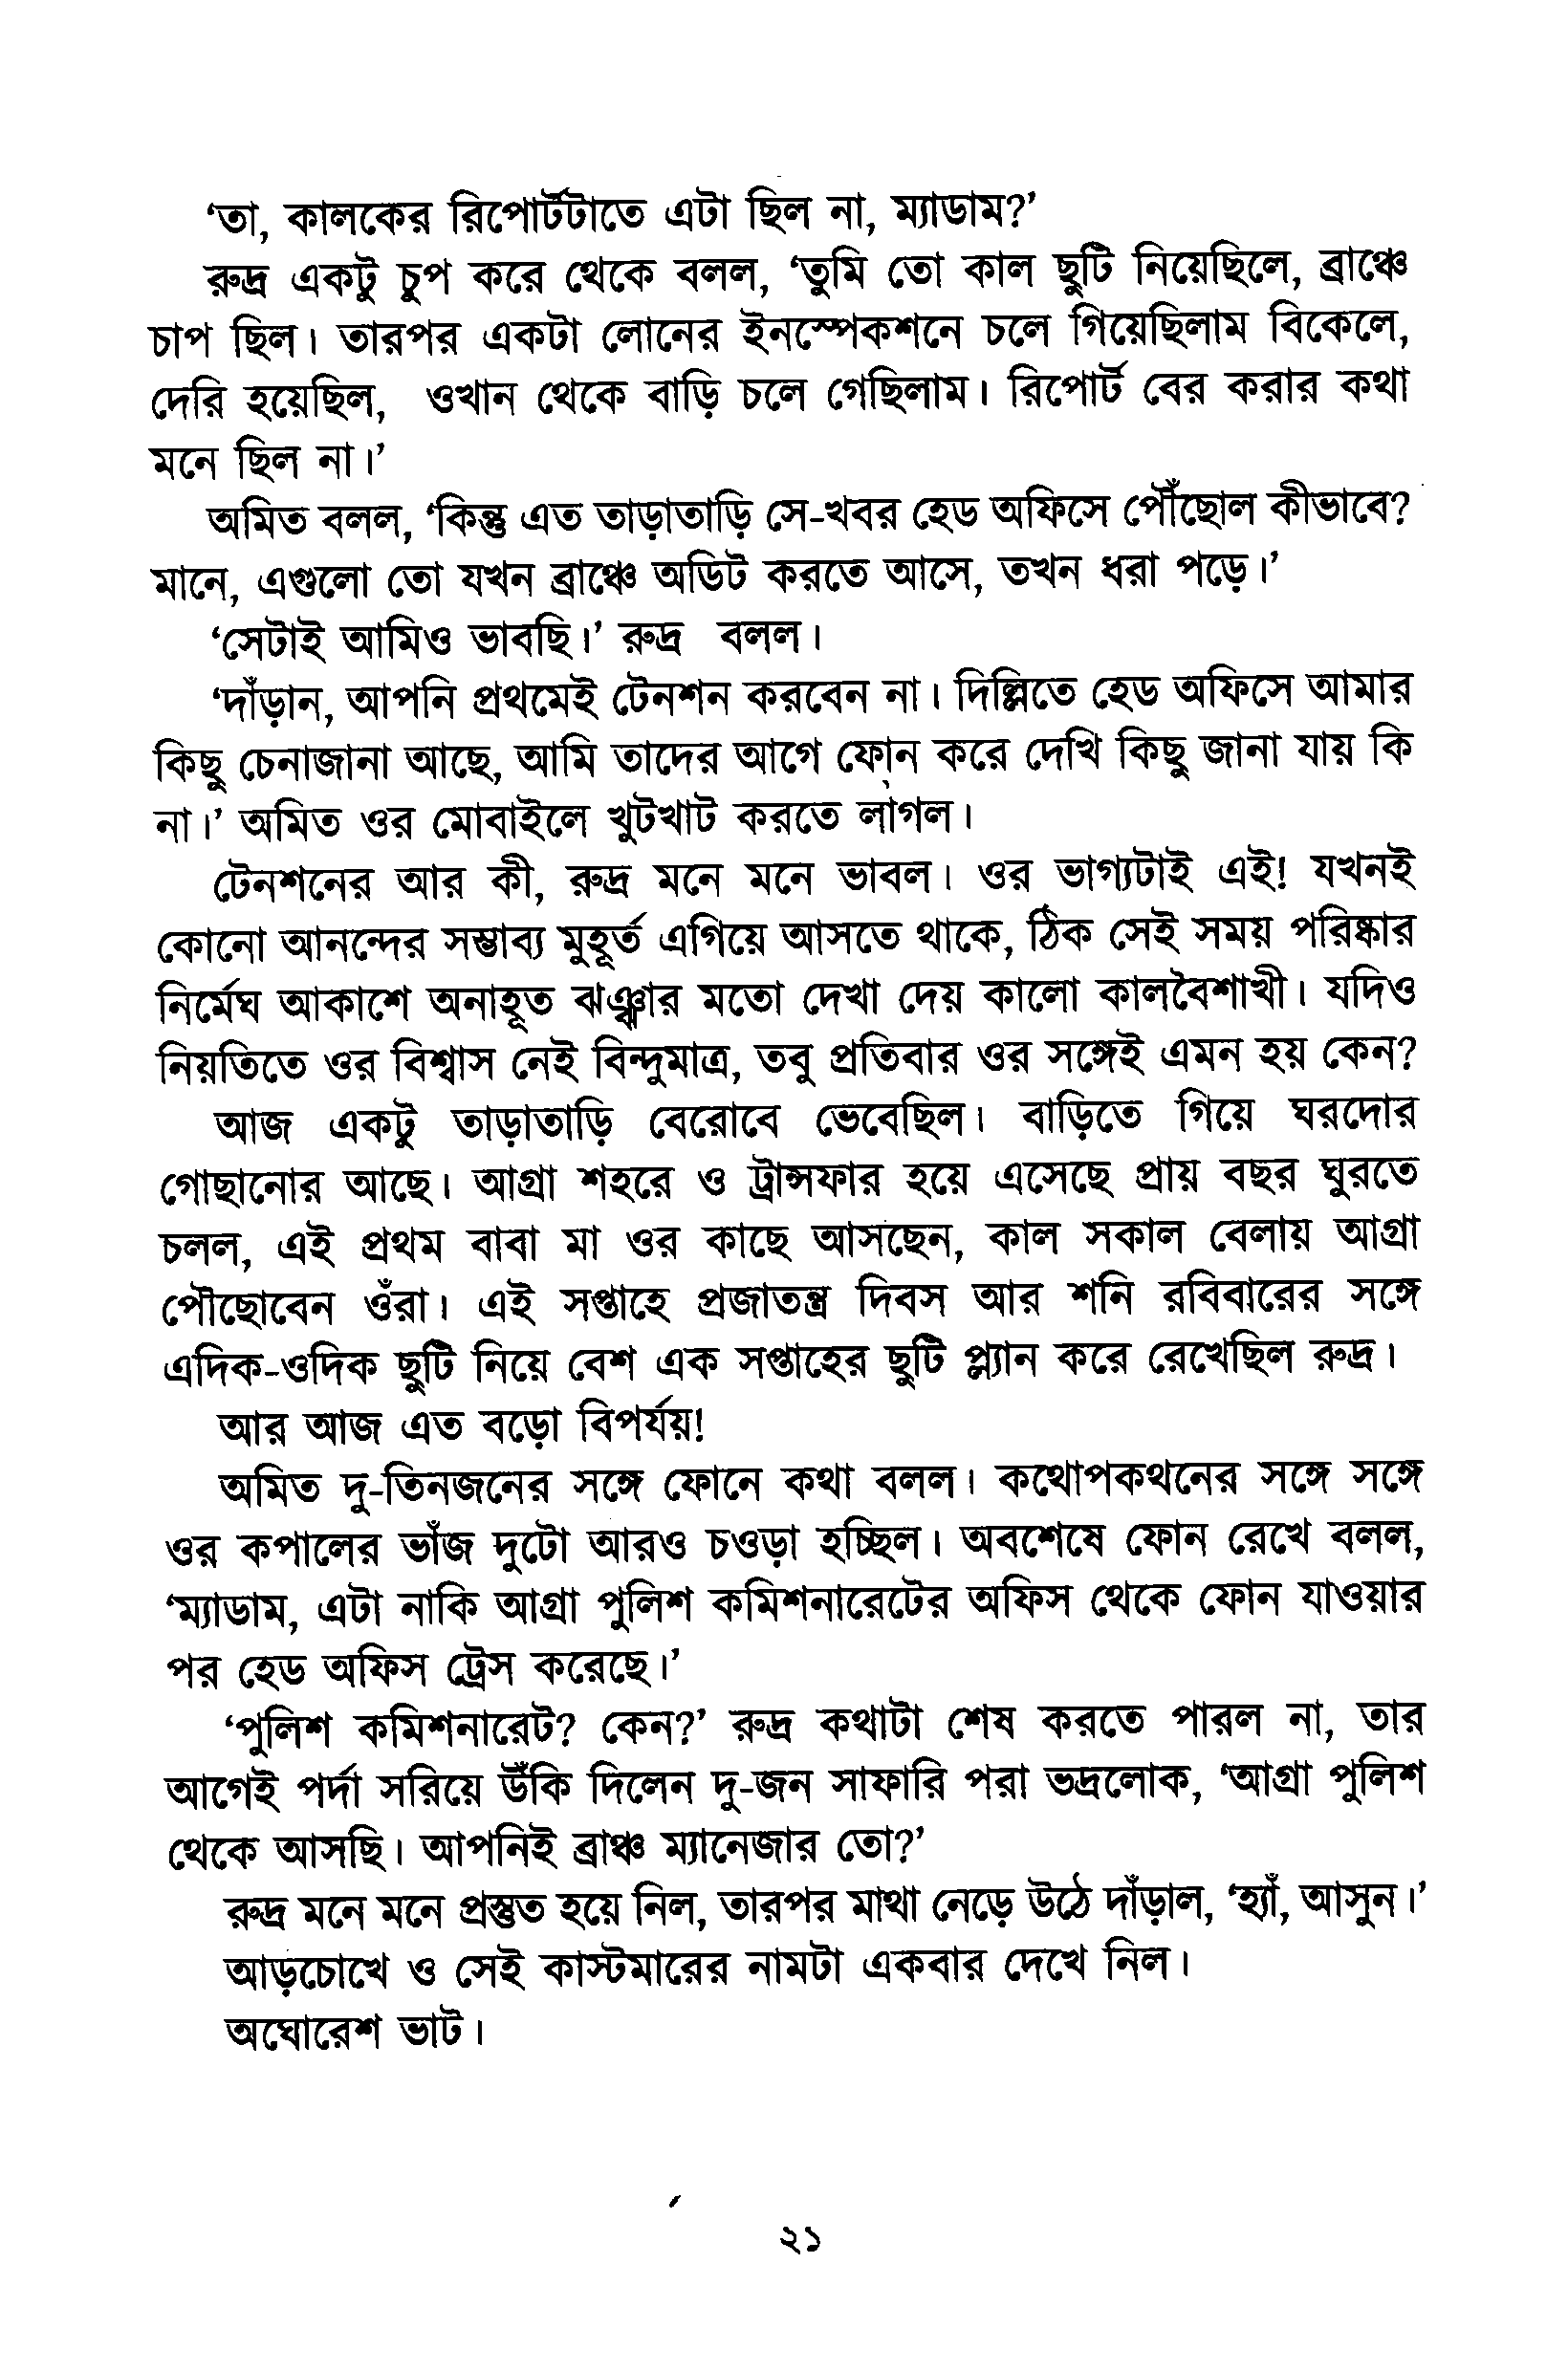 ‘তা, কালকের রিপোর্টটাতে এটা ছিল না, ম্যাডাম?’
রুদ্র একটু চুপ করে থেকে বলল, ‘তুমি তো কাল ছুটি নিয়েছিলে, ব্রাঞ্চে
চাপ ছিল। তারপর একটা লোনের ইনস্পেকশনে চলে গিয়েছিলাম বিকেলে,
দেরি হয়েছিল, ওখান থেকে বাড়ি চলে গেছিলাম। রিপোর্ট বের করার কথা
মনে ছিল না।’
অমিত বলল, ‘কিন্তু এত তাড়াতাড়ি সে-খবর হেড অফিসে পৌঁছোল কীভাবে?
মানে, এগুলো তো যখন ব্রাঞ্চে অডিট করতে আসে, তখন ধরা পড়ে।’
‘সেটাই আমিও ভাবছি।’ রুদ্র বলল।
‘দাঁড়ান, আপনি প্রথমেই টেনশন করবেন না। দিল্লিতে হেড অফিসে আমার
কিছু চেনাজানা আছে, আমি তাদের আগে ফোন করে দেখি কিছু জানা যায় কি
না।’ অমিত ওর মোবাইলে খুটখাট করতে লাগল।
টেনশনের আর কী, রুদ্র মনে মনে ভাবল। ওর ভাগ্যটাই এই! যখনই
কোনো আনন্দের সম্ভাব্য মুহূর্ত এগিয়ে আসতে থাকে, ঠিক সেই সময় পরিষ্কার
নির্মেঘ আকাশে অনাহূত ঝঞ্ঝার মতো দেখা দেয় কালো কালবৈশাখী। যদিও
নিয়তিতে ওর বিশ্বাস নেই বিন্দুমাত্র, তবু প্রতিবার ওর সঙ্গেই এমন হয় কেন?
আজ একটু তাড়াতাড়ি বেরোবে ভেবেছিল। বাড়িতে গিয়ে ঘরদোর
গোছানোর আছে। আগ্রা শহরে ও ট্রান্সফার হয়ে এসেছে প্রায় বছর ঘুরতে
চলল, এই প্রথম বাবা মা ওর কাছে আসছেন, কাল সকাল বেলায় আগ্রা
পৌছোবেন ওঁরা। এই সপ্তাহে প্রজাতন্ত্র দিবস আর শনি রবিবারের সঙ্গে
এদিক-ওদিক ছুটি নিয়ে বেশ এক সপ্তাহের ছুটি প্ল্যান করে রেখেছিল রুদ্র।
আর আজ এত বড়ো বিপর্যয়!
অমিত দু-তিনজনের সঙ্গে ফোনে কথা বলল। কথোপকথনের সঙ্গে সঙ্গে
ওর কপালের ভাঁজ দুটো আরও চওড়া হচ্ছিল। অবশেষে ফোন রেখে বলল,
‘ম্যাডাম, এটা নাকি আগ্রা পুলিশ কমিশনারেটের অফিস থেকে ফোন যাওয়ার
পর হেড অফিস ট্রেস করেছে।’
‘পুলিশ কমিশনারেট? কেন?’ রুদ্র কথাটা শেষ করতে পারল না, তার
আগেই পর্দা সরিয়ে উঁকি দিলেন দু-জন সাফারি পরা ভদ্রলোক, ‘আগ্রা পুলিশ
থেকে আসছি। আপনিই ব্রাঞ্চ ম্যানেজার তো?’
রুদ্র মনে মনে প্রস্তুত হয়ে নিল, তারপর মাথা নেড়ে উঠে দাঁড়াল, ‘হ্যাঁ, আসুন।’
আড়চোখে ও সেই কাস্টমারের নামটা একবার দেখে নিল।
অঘোরেশ ভাট।
২১